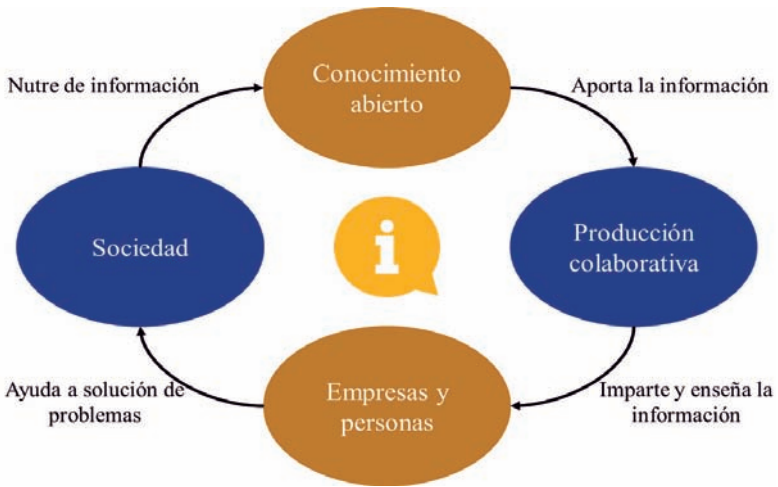 Conocimiento
abierto
Nutre de información
Aporta la información
Sociedad
Producción
colaborativa
Empresas y
personas
Ayuda a solución de
problemas
Imparte y enseña la
información